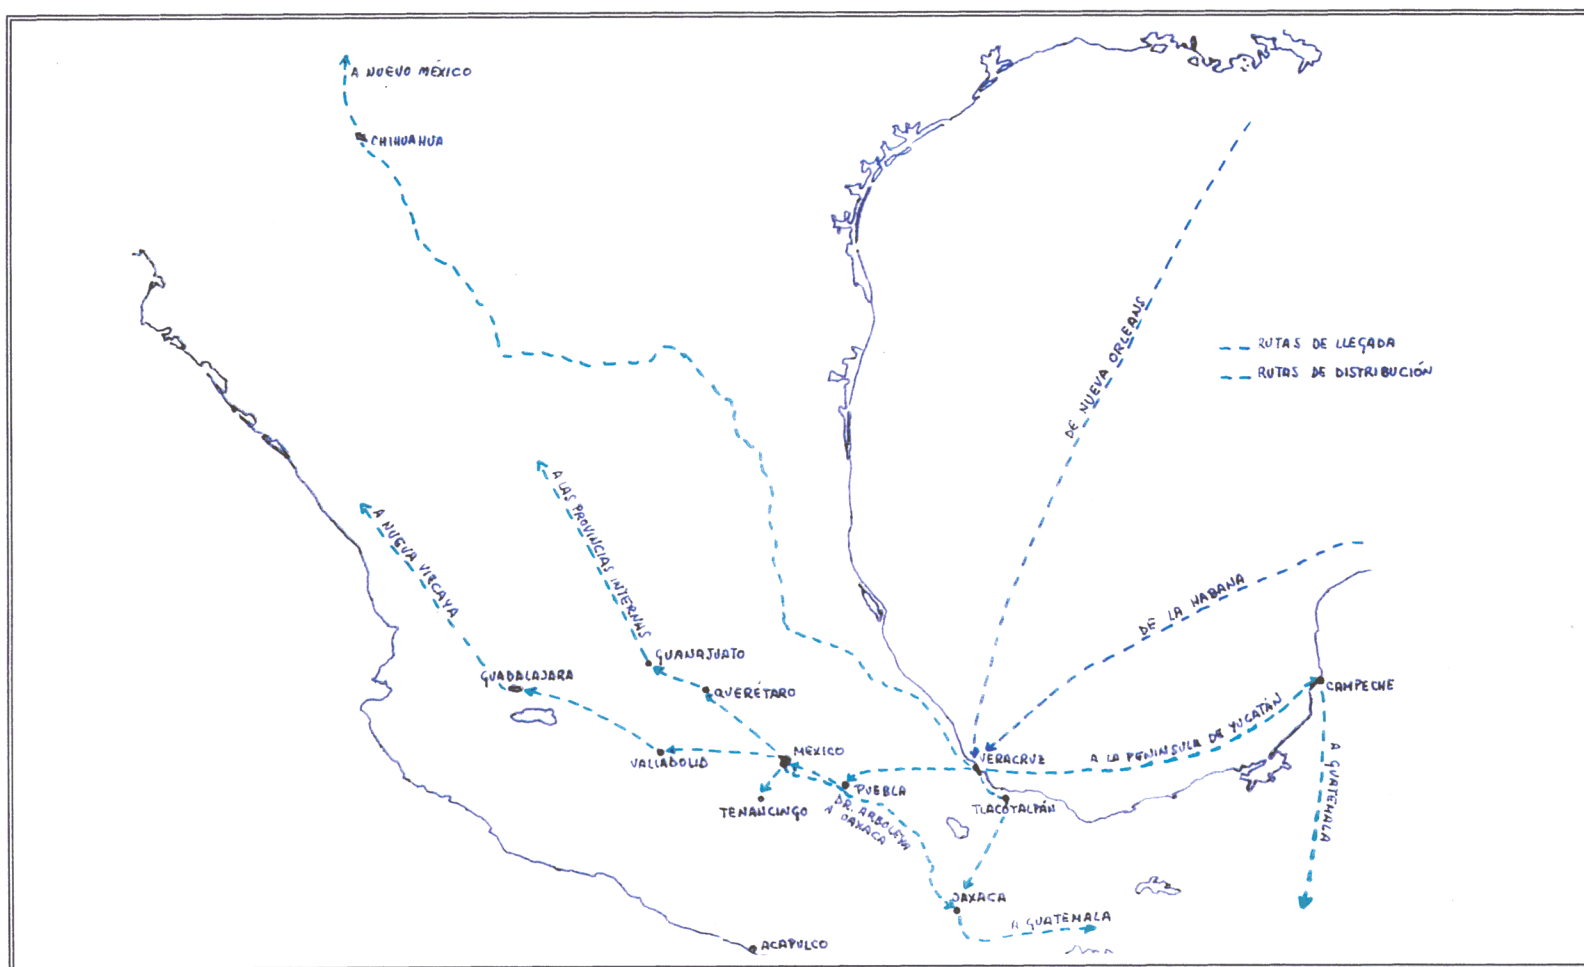 A NUEVO MÉXICO
CHIHUAHUA
DE NUEVA ORLEANS
RUTAS DE LLEGADA
RUTAS DE DISTRIBUCIÓN
A LAS PROVINCIAS INTERNAS
A NUEVA VIZCAYA
DE LA HABANA
GUANAJUATO
GUADALAJARA
QUERÉTARO
CAMPECHE
A LA PENINSULA DE YUCATÁN
MEXICO
VERACRUZ
VALLADOLID
PUEBLA
TENANCINGO
TLACOTALPÁN
DR. ARBOLEYA
A OAXACA
A GUATEMALA
OAXACA
A GUATEMALA
ACAPULCO